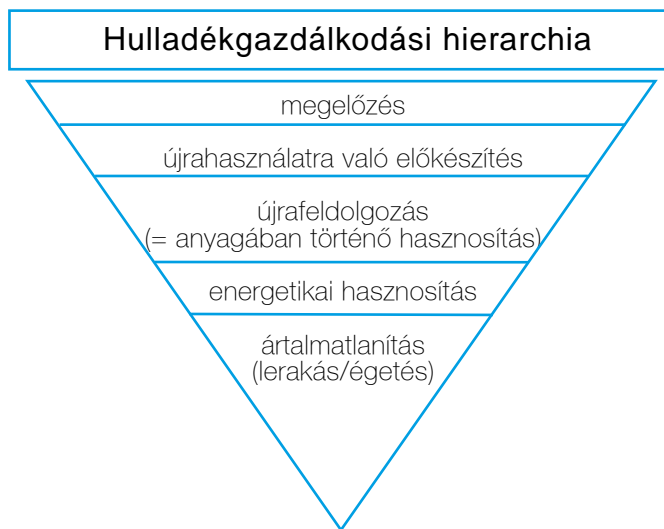 Hulladékgazdálkodási hierarchia
megelőzés
újrahasználatra való előkészítés
újrafeldolgozás
(= anyagában történő hasznosítás)
energetikai hasznosítás
ártalmatlanítás
(lerakás/égetés)